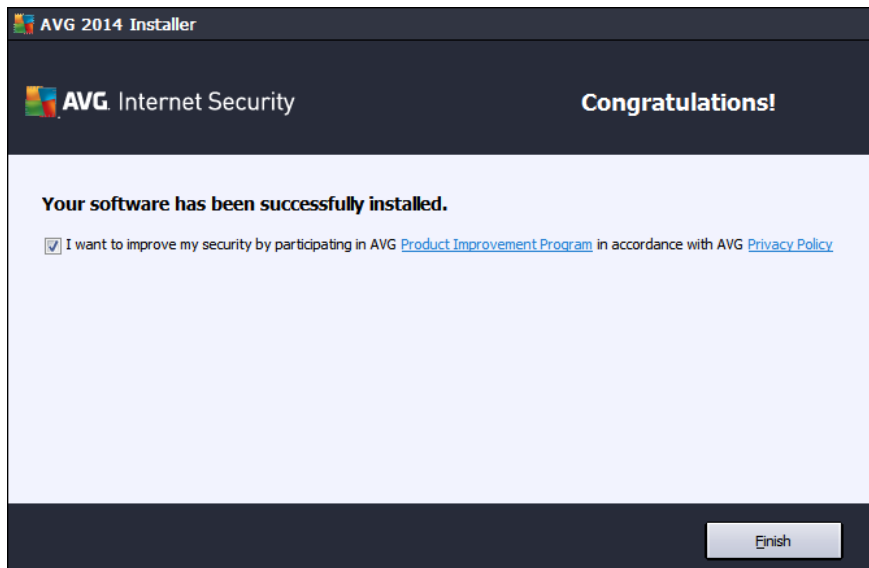 AVG 2014 Installer
AVG. Internet Security
Congratulations!
Your software has been successfully installed.
I want to improve my security by participating in AVG Product Improvement Program in accordance with AVG Privacy Policy
Finish